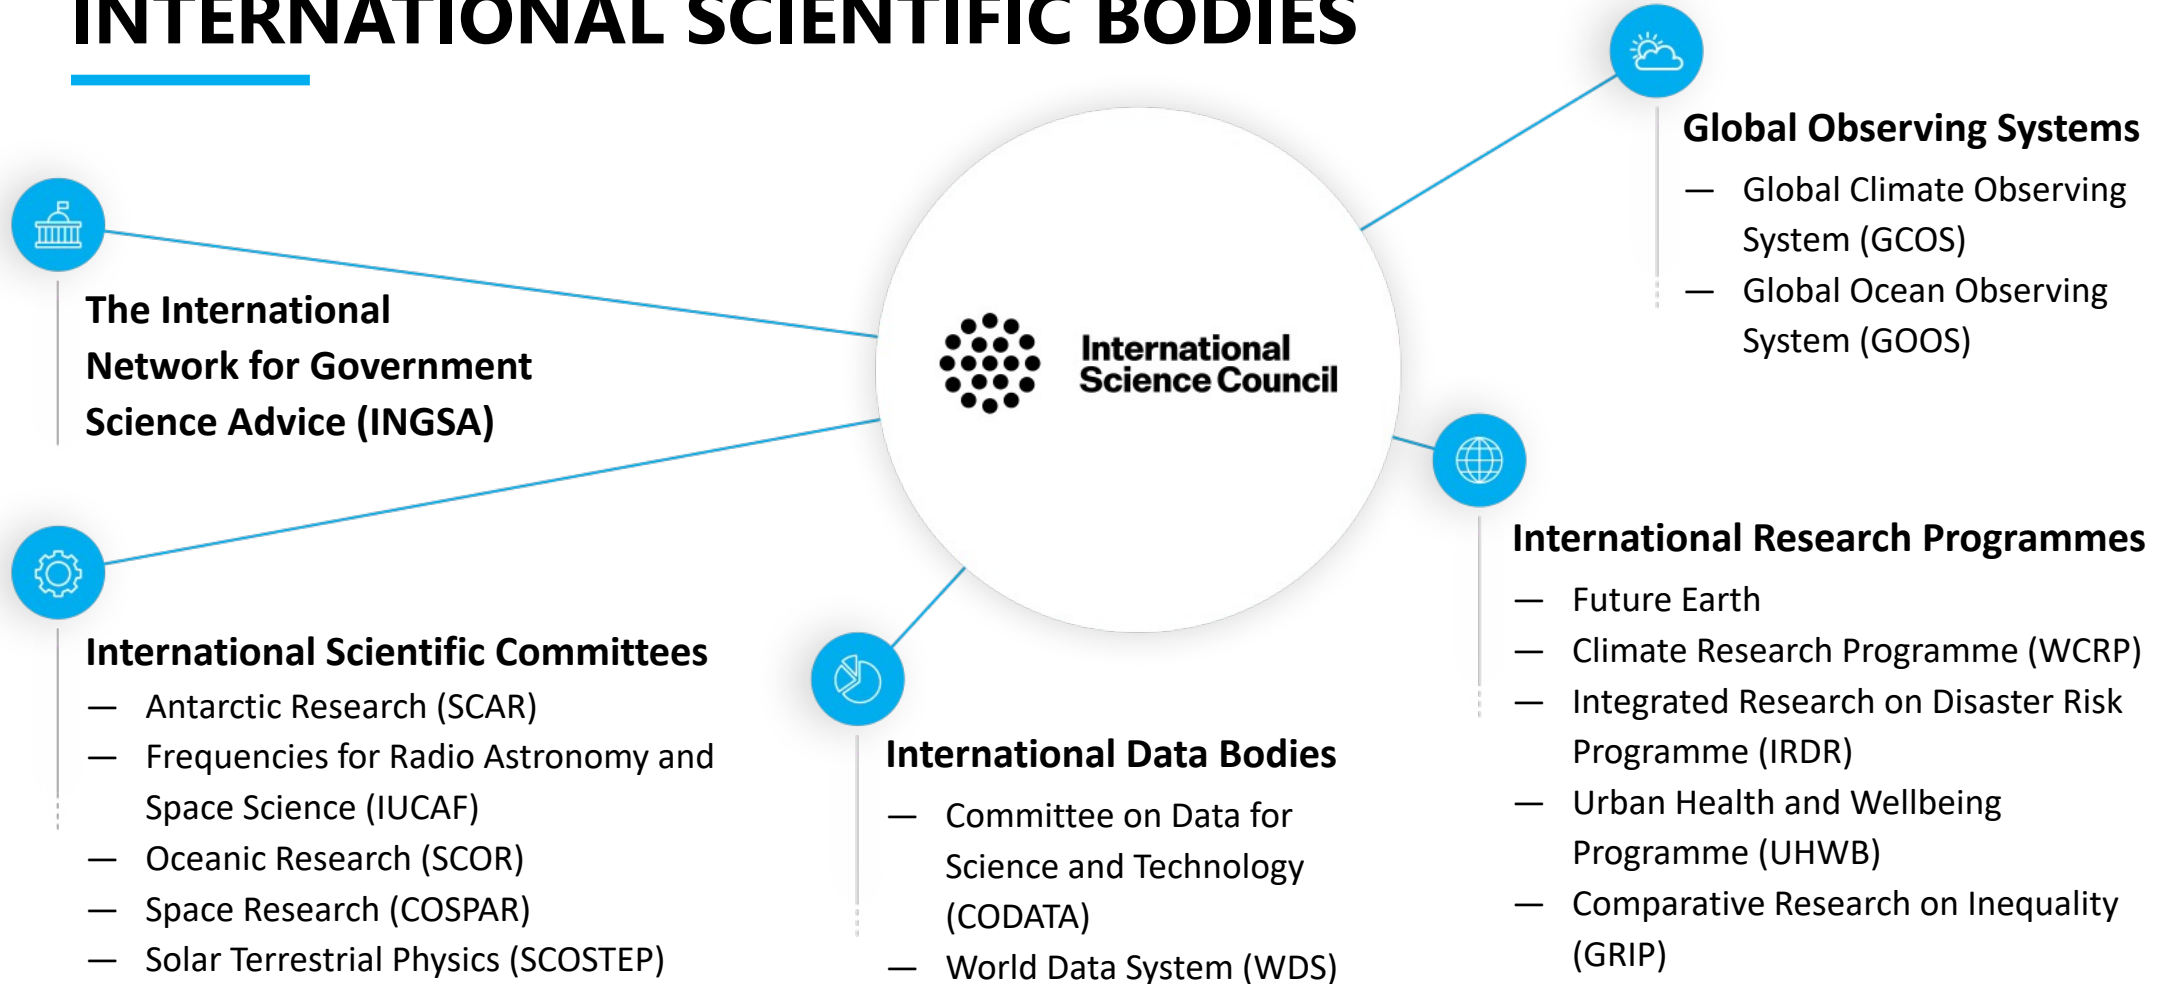 INTERNATIONAL SCIENTIFIC BODIES
The International
Network for Government
Science Advice (INGSA)
International
Science Council
Global Observing Systems
— Global Climate Observing
System (GCOS)
— Global Ocean Observing
System (GOOS)
International Research Programmes
— Future Earth
— Climate Research Programme (WCRP)
— Integrated Research on Disaster Risk
Programme (IRDR)
— Urban Health and Wellbeing
Programme (UHWB)
— Comparative Research on Inequality
(GRIP)
International Scientific Committees
— Antarctic Research (SCAR)
— Frequencies for Radio Astronomy and
Space Science (IUCAF)
— Oceanic Research (SCOR)
— Space Research (COSPAR)
— Solar Terrestrial Physics (SCOSTEP)
International Data Bodies
— Committee on Data for
Science and Technology
(CODATA)
— World Data System (WDS)